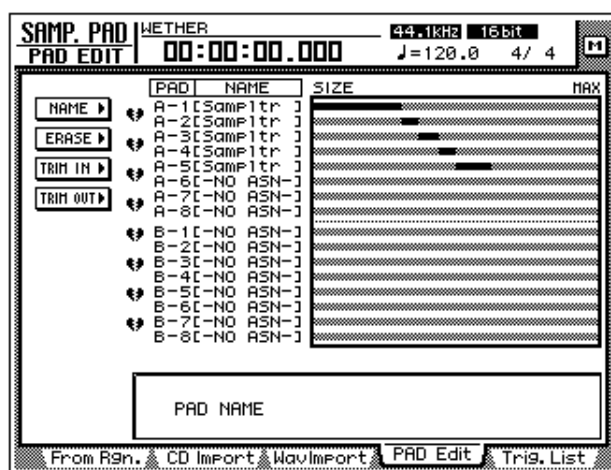 SAMP. PAD
PAD EDIT
WETHER
00:00:00.000
44.1kHz 16bit
♩=120.0 4/ 4
M
NAME
ERASE
TRIM IN
TRIM OUT
PAD NAME SIZE MAX
A-1[Sampltr ]
A-2[Sampltr ]
A-3[Sampltr ]
A-4[Sampltr ]
A-5[Sampltr ]
A-6[-NO ASN-]
A-7[-NO ASN-]
A-8[-NO ASN-]
B-1[-NO ASN-]
B-2[-NO ASN-]
B-3[-NO ASN-]
B-4[-NO ASN-]
B-5[-NO ASN-]
B-6[-NO ASN-]
B-7[-NO ASN-]
B-8[-NO ASN-]
PAD NAME
From Rgn. CD Import WavImport PAD Edit Trig. List